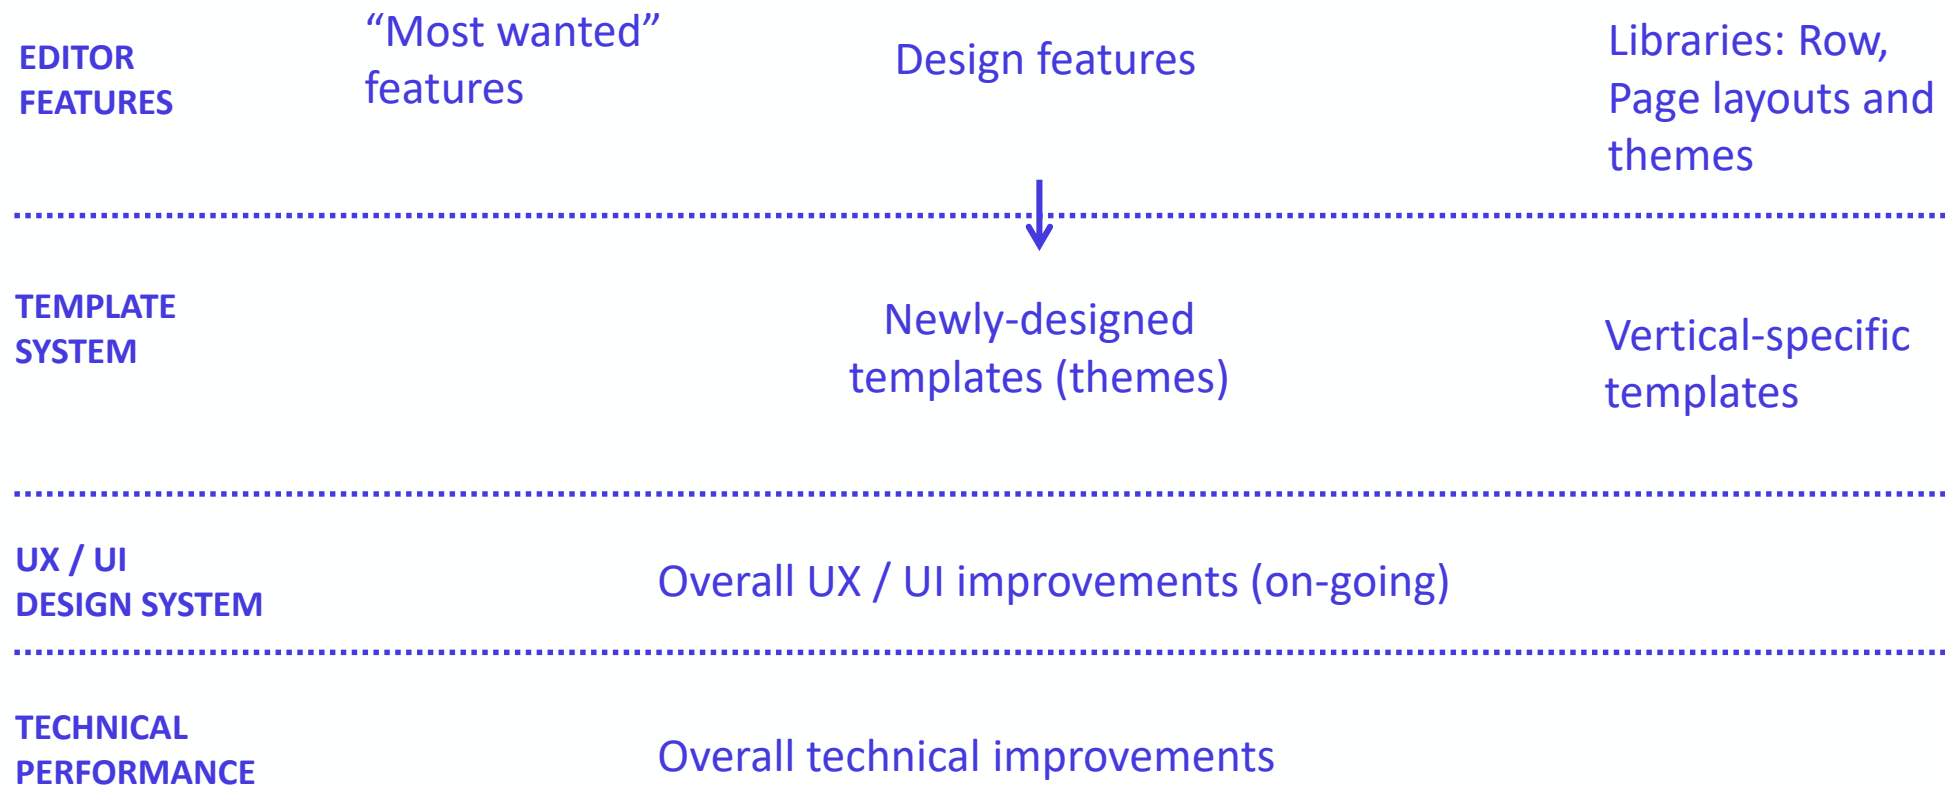 EDITOR
FEATURES
“Most wanted”
features
Design features
Libraries: Row,
Page layouts and
themes
TEMPLATE
SYSTEM
Newly-designed
templates (themes)
Vertical-specific
templates
UX / UI
DESIGN SYSTEM
Overall UX / UI improvements (on-going)
TECHNICAL
PERFORMANCE
Overall technical improvements